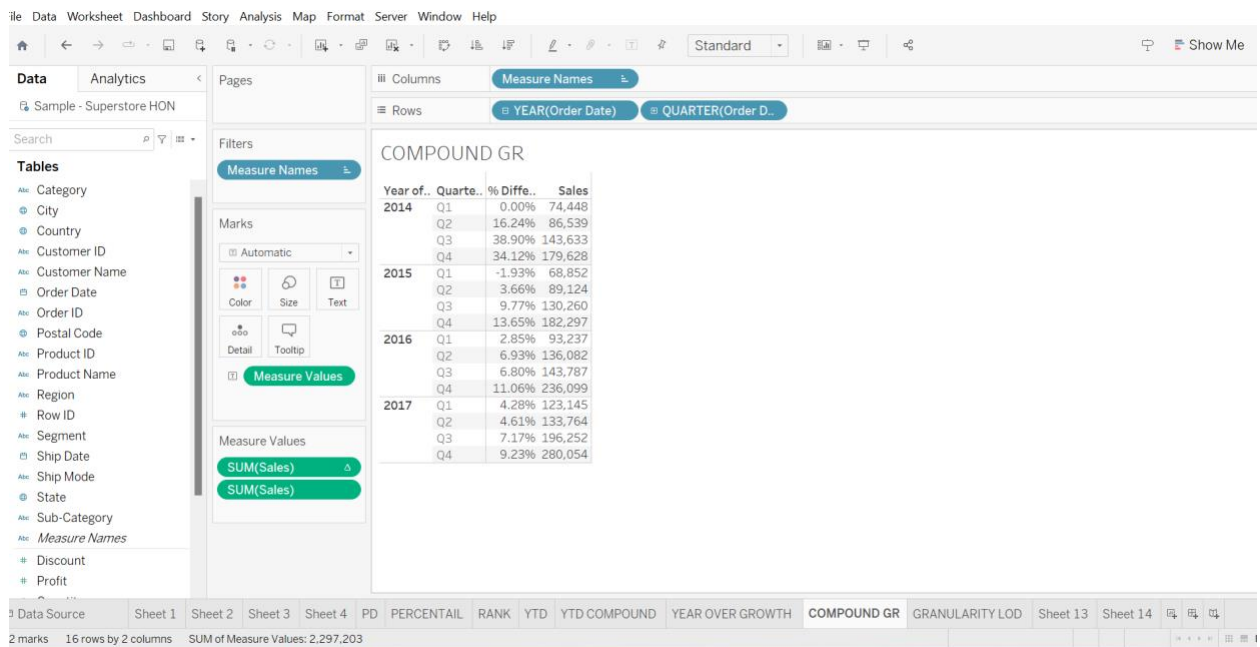 ile Data Worksheet Dashboard Story Analysis Map Format Server Window Help
Standard Show Me
Data Analytics
Sample - Superstore HON
Search
Tables
Abc Category
City
Country
Abc Customer ID
Abc Customer Name
Order Date
Abc Order ID
Postal Code
Abc Product ID
Abc Product Name
Abc Region
# Row ID
Abc Segment
Ship Date
Abc Ship Mode
State
Abc Sub-Category
Abc Measure Names
# Discount
# Profit
Pages
Filters
Measure Names
Marks
Automatic
Color Size Text
Detail Tooltip
Measure Values
Measure Values
SUM(Sales) Δ
SUM(Sales)
Columns Measure Names
Rows YEAR(Order Date) QUARTER(Order D..
COMPOUND GR
Year of.. Quarte.. % Diffe.. Sales
2014 Q1 0.00% 74,448
Q2 16.24% 86,539
Q3 38.90% 143,633
Q4 34.12% 179,628
2015 Q1 -1.93% 68,852
Q2 3.66% 89,124
Q3 9.77% 130,260
Q4 13.65% 182,297
2016 Q1 2.85% 93,237
Q2 6.93% 136,082
Q3 6.80% 143,787
Q4 11.06% 236,099
2017 Q1 4.28% 123,145
Q2 4.61% 133,764
Q3 7.17% 196,252
Q4 9.23% 280,054
Data Source Sheet 1 Sheet 2 Sheet 3 Sheet 4 PD PERCENTAIL RANK YTD YTD COMPOUND YEAR OVER GROWTH COMPOUND GR GRANULARITY LOD Sheet 13 Sheet 14
2 marks 16 rows by 2 columns SUM of Measure Values: 2,297,203